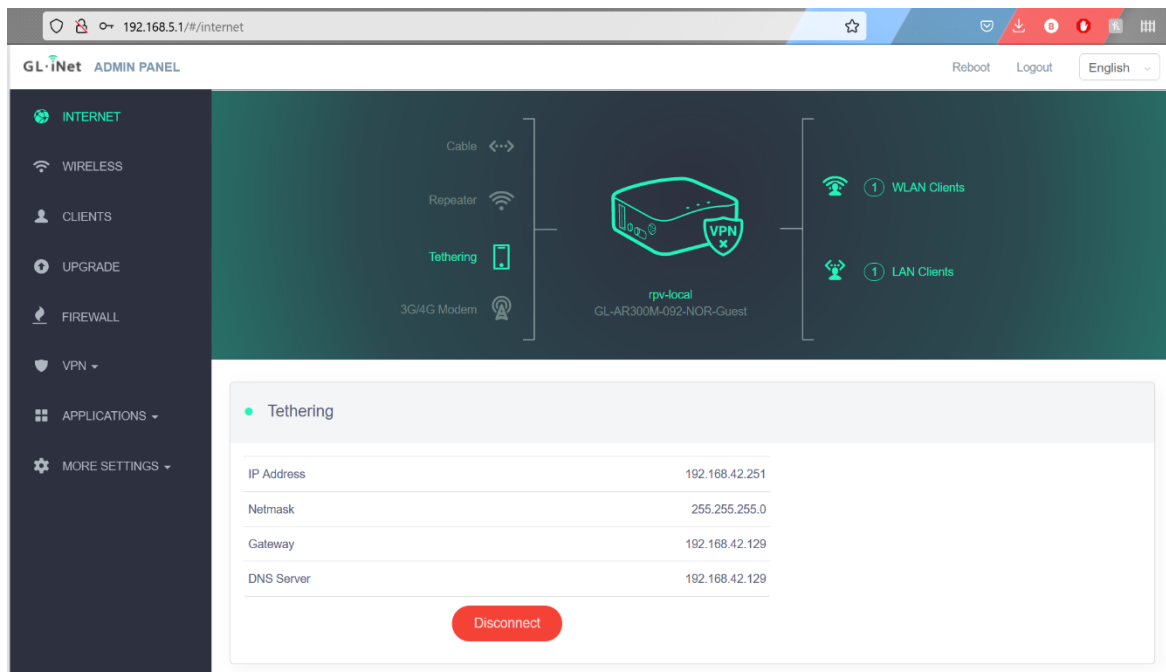 192.168.5.1/#/internet
GL·iNet ADMIN PANEL
Reboot Logout English
INTERNET
WIRELESS
CLIENTS
UPGRADE
FIREWALL
VPN
APPLICATIONS
MORE SETTINGS
Cable
Repeater
Tethering
3G/4G Modem
VPN
rpv-local
GL-AR300M-092-NOR-Guest
1 WLAN Clients
1 LAN Clients
Tethering
IP Address 192.168.42.251
Netmask 255.255.255.0
Gateway 192.168.42.129
DNS Server 192.168.42.129
Disconnect